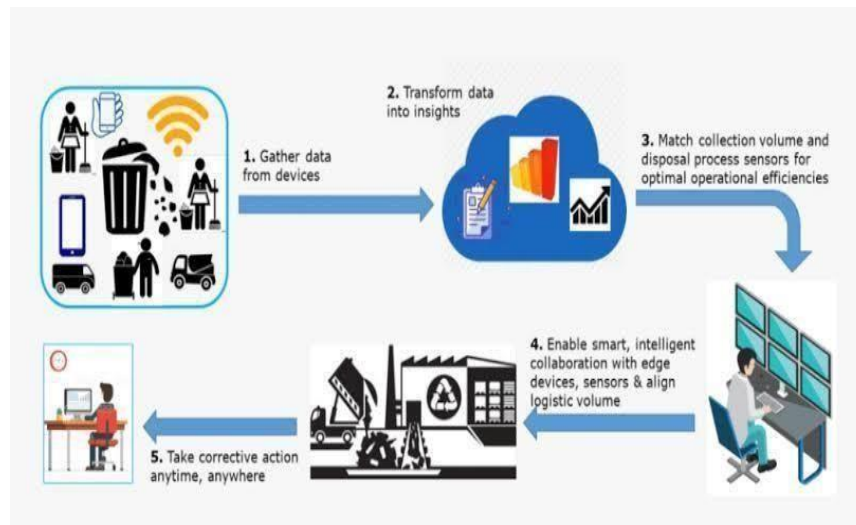 1. Gather data
from devices
2. Transform data
into insights
3. Match collection volume and
disposal process sensors for
optimal operational efficiencies
4. Enable smart, intelligent
collaboration with edge
devices, sensors & align
logistic volume
5. Take corrective action
anytime, anywhere